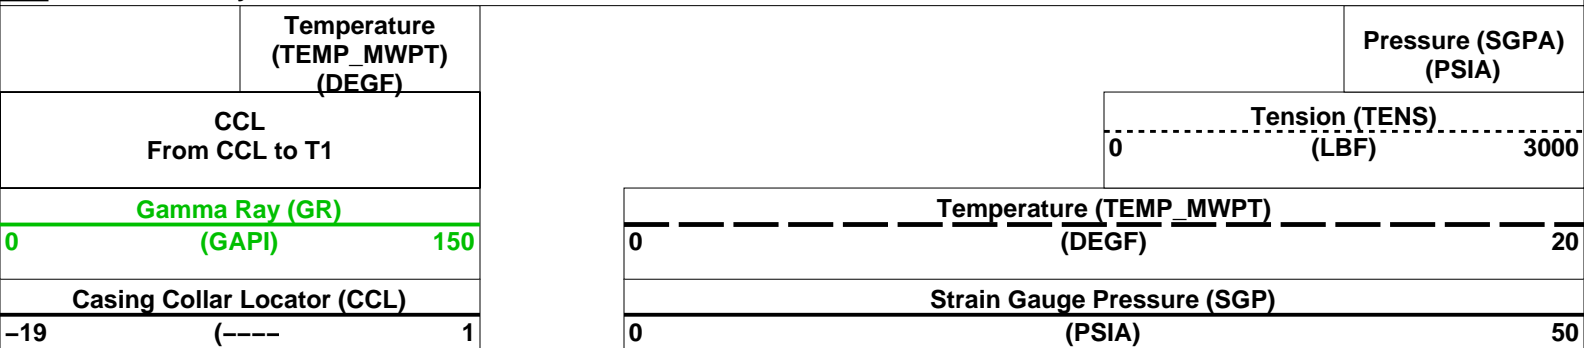 Temperature
(TEMP_MWPT)
(DEGF)
Pressure (SGPA)
(PSIA)
CCL
From CCL to T1
Tension (TENS)
0 (LBF) 3000
Gamma Ray (GR)
0 (GAPI) 150
Temperature (TEMP_MWPT)
0 (DEGF) 20
Casing Collar Locator (CCL)
−19 (−−−− 1
Strain Gauge Pressure (SGP)
0 (PSIA) 50